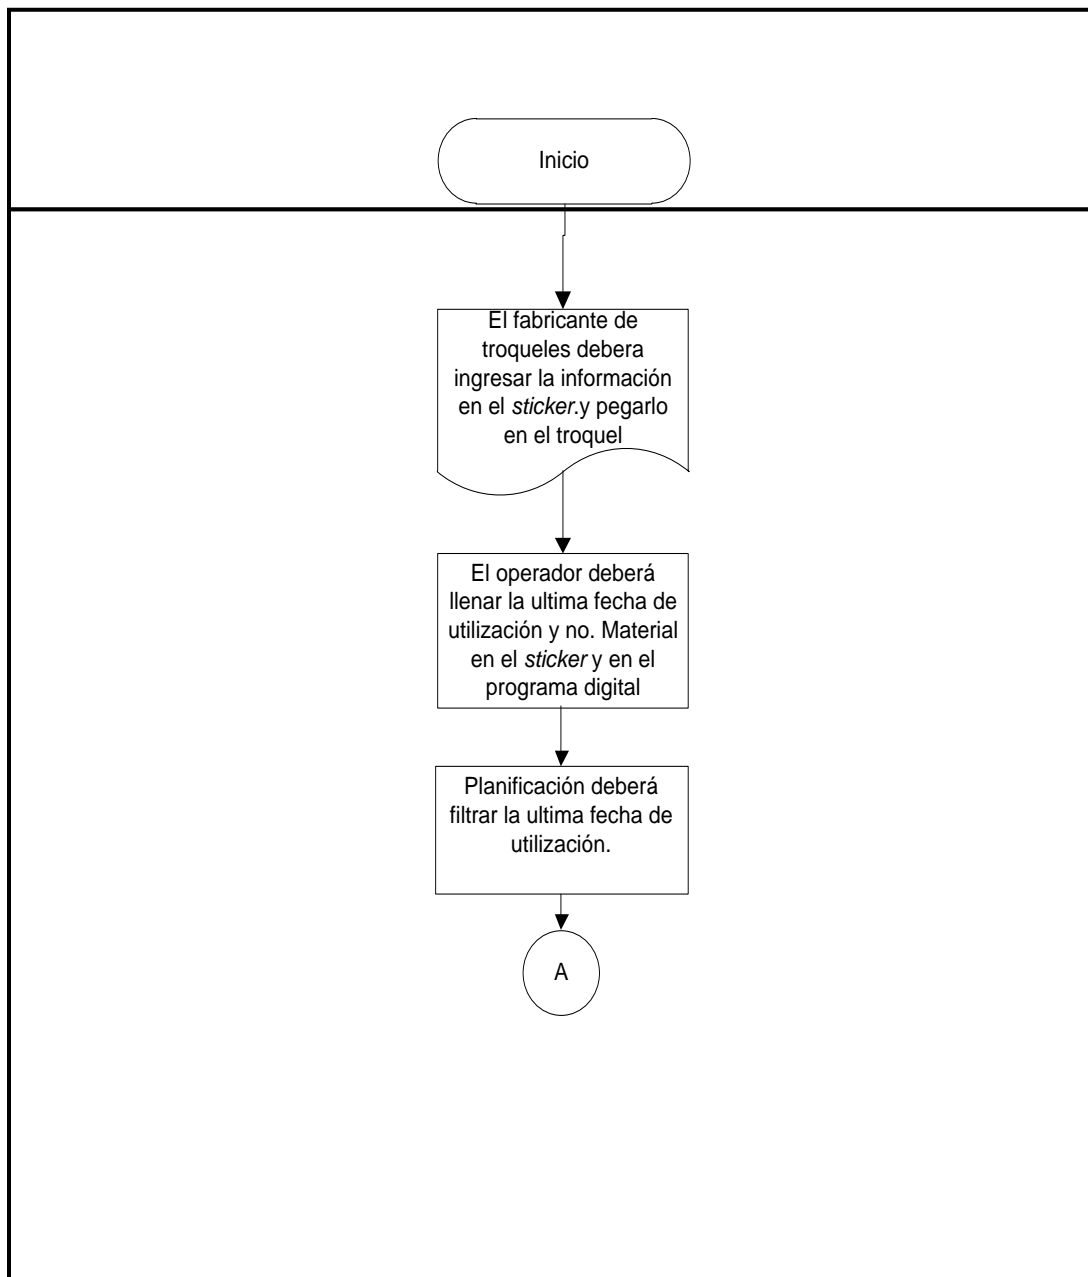 Inicio
El fabricante de
troqueles debera
ingresar la información
en el sticker.y pegarlo
en el troquel
El operador deberá
llenar la ultima fecha de
utilización y no. Material
en el sticker y en el
programa digital
Planificación deberá
filtrar la ultima fecha de
utilización.
A